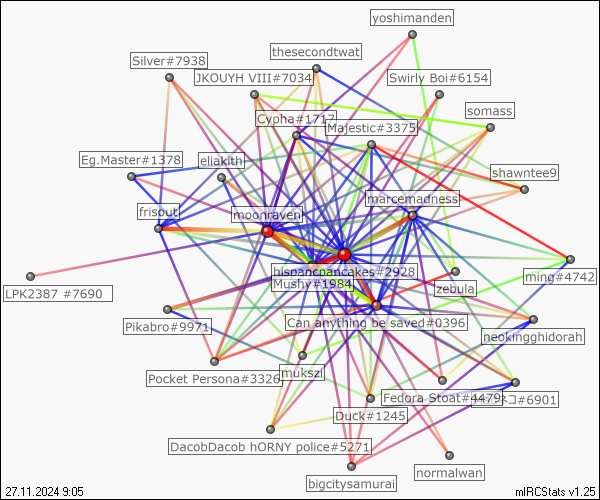 yoshimanden
thesecondtwat
Silver#7938
JKOUYH VIII#7034
Swirly Boi#6154
somass
Cypha#1717
Majestic#3375
Eg.Master#1378
eliakith
shawntee9
marcemadness
frisout
moonraven
hispanicpancakes#2928
ming#4742
Mushy#1984
zebula
LPK2387 #7690
Can anything be saved#0396
Pikabro#9971
neokingghidorah
mukszi
Pocket Persona#3326
Fedora Stoat#4479
#6901
Duck#1245
DacobDacob hORNY police#5271
normalwan
bigcitysamurai
27.11.2024 9:05
mIRCStats v1.25